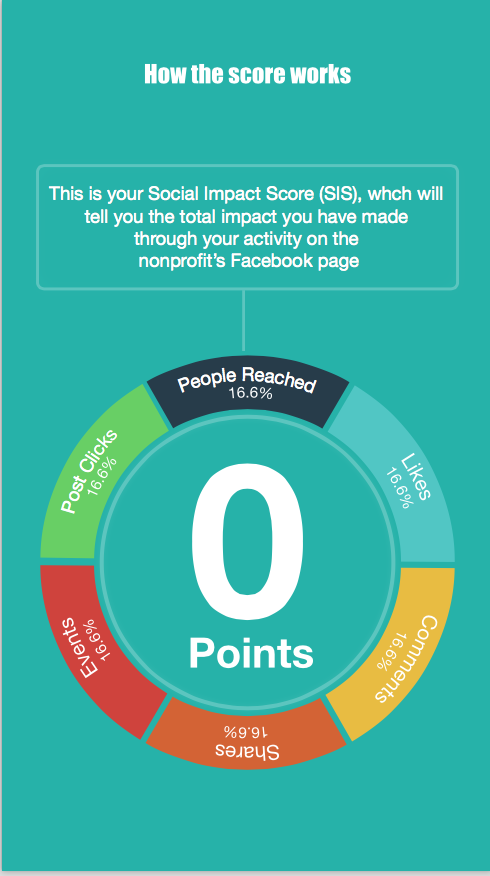 How the score works
This is your Social Impact Score (SIS), whch will
tell you the total impact you have made
through your activity on the
nonprofit's Facebook page
People Reached
16.6%
Likes
16.6%
Comments
16.6%
Shares
16.6%
Events
16.6%
Post Clicks
16.6%
0
Points